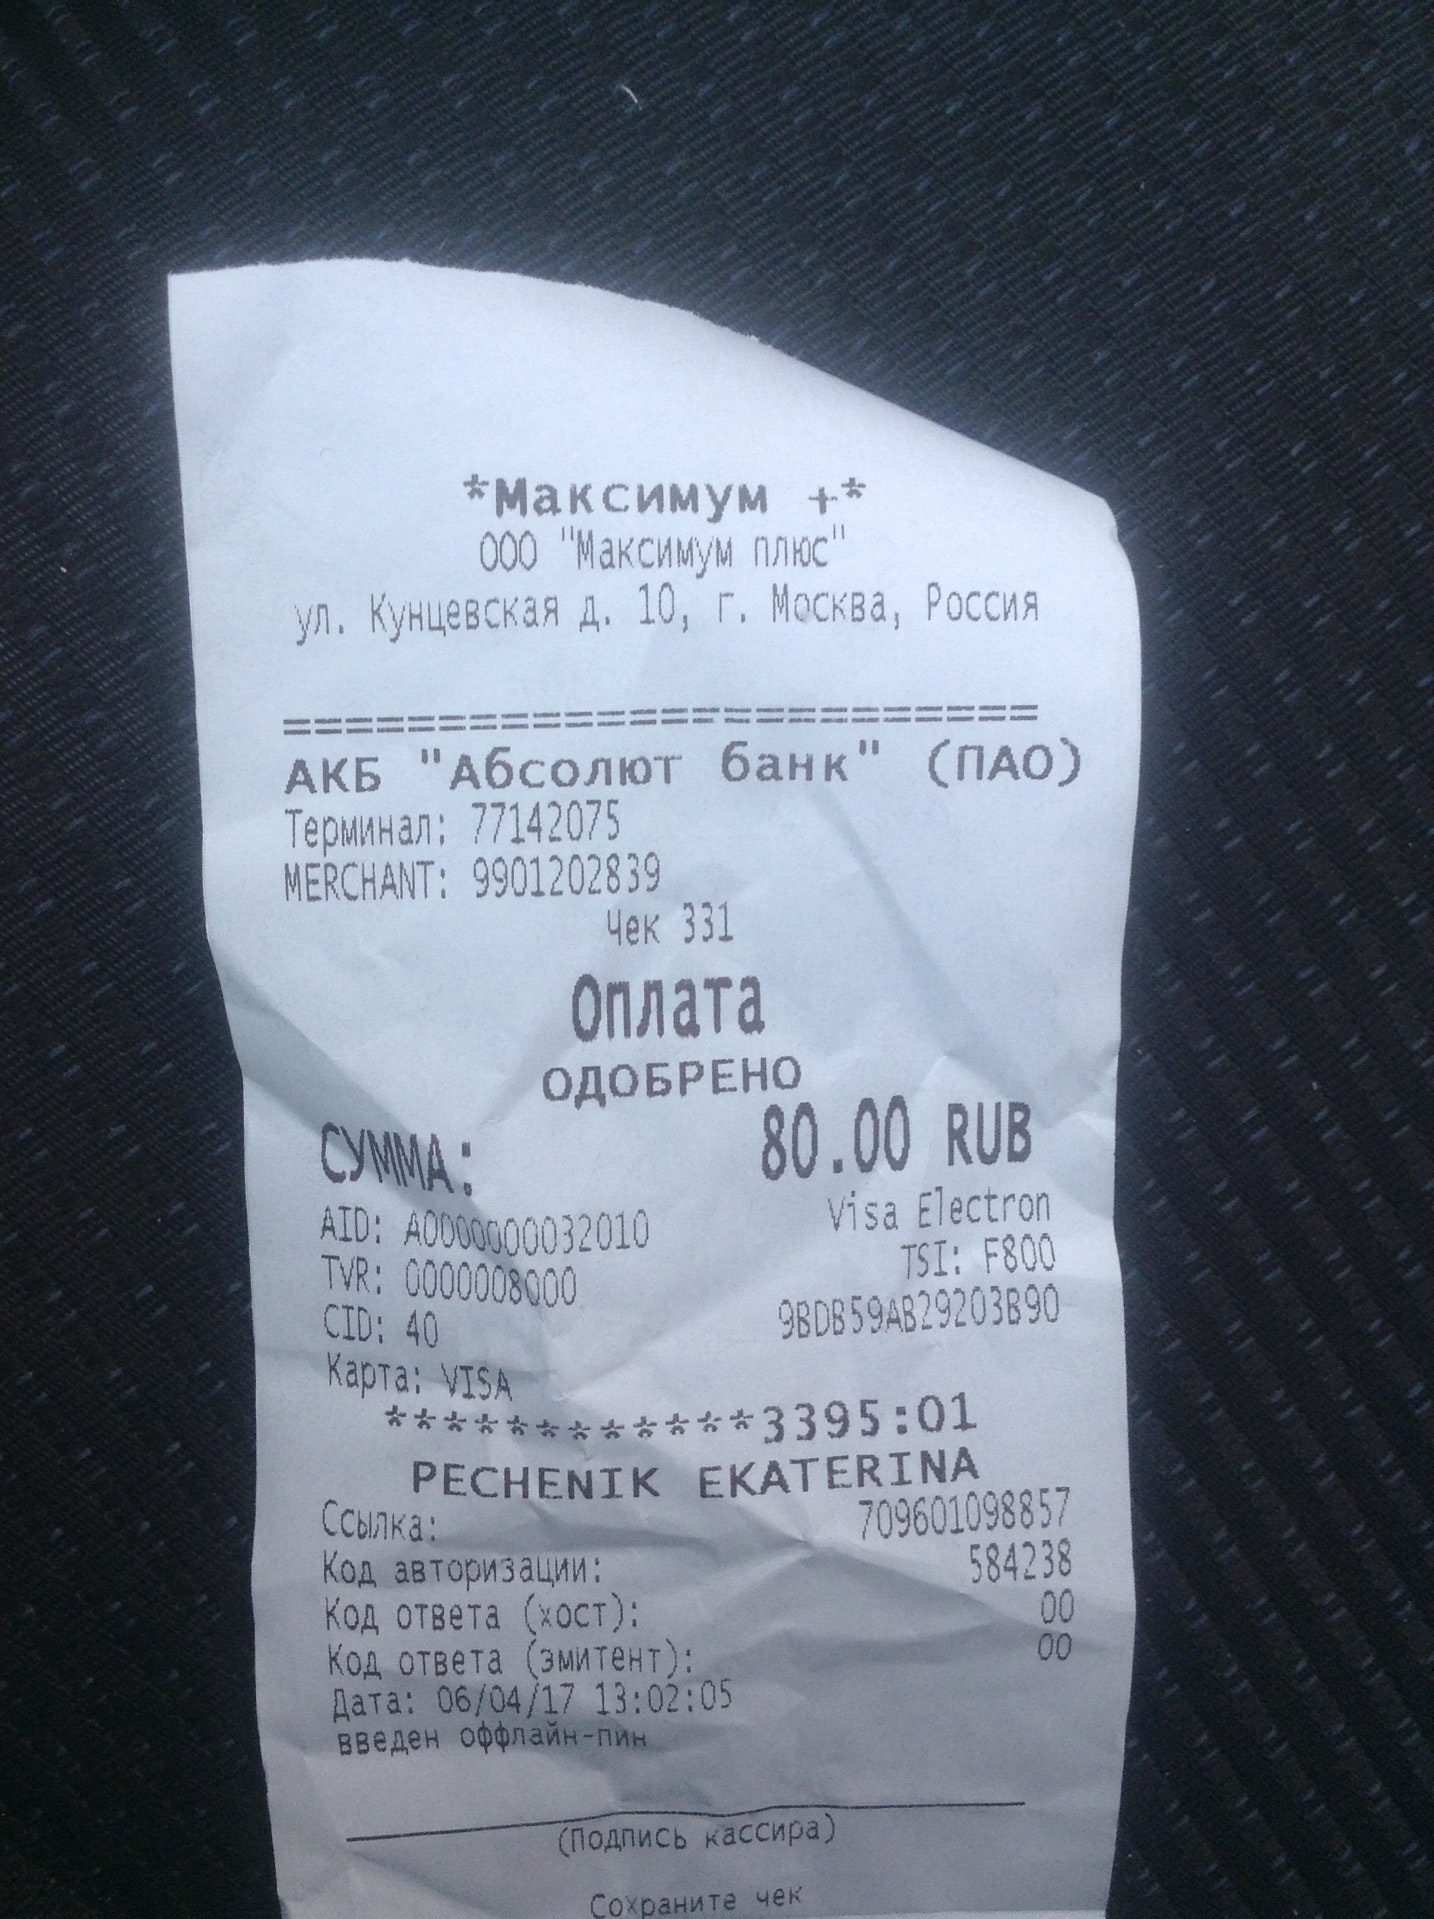 *Максимум +*
ООО "Максимум плюс"
ул. Кунцевская д. 10, г. Москва, Россия
========================
АКБ "Абсолют банк" (ПАО)
Терминал: 77142075
MERCHANT: 9901202839
Чек 331
Оплата
ОДОБРЕНО
СУММА: 80.00 RUB
AID: A0000000032010 Visa Electron
TVR: 0000008000 TSI: F800
CID: 40 9BDB59AB29203B90
Карта: VISA
************3395:01
PECHENIK EKATERINA
Ссылка: 709601098857
Код авторизации: 584238
Код ответа (хост): 00
Код ответа (эмитент): 00
Дата: 06/04/17 13:02:05
введен оффлайн-пин
(Подпись кассира)
Сохраните чек